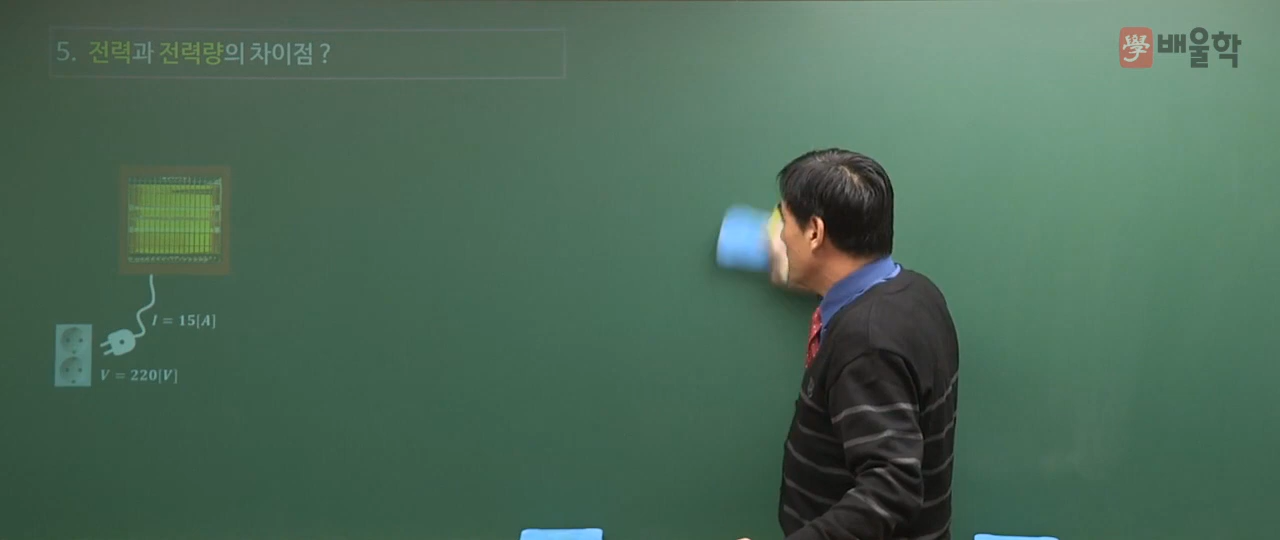 5. 전력과 전력량의 차이점 ?
學 배울학
I = 15[A]
V = 220[V]